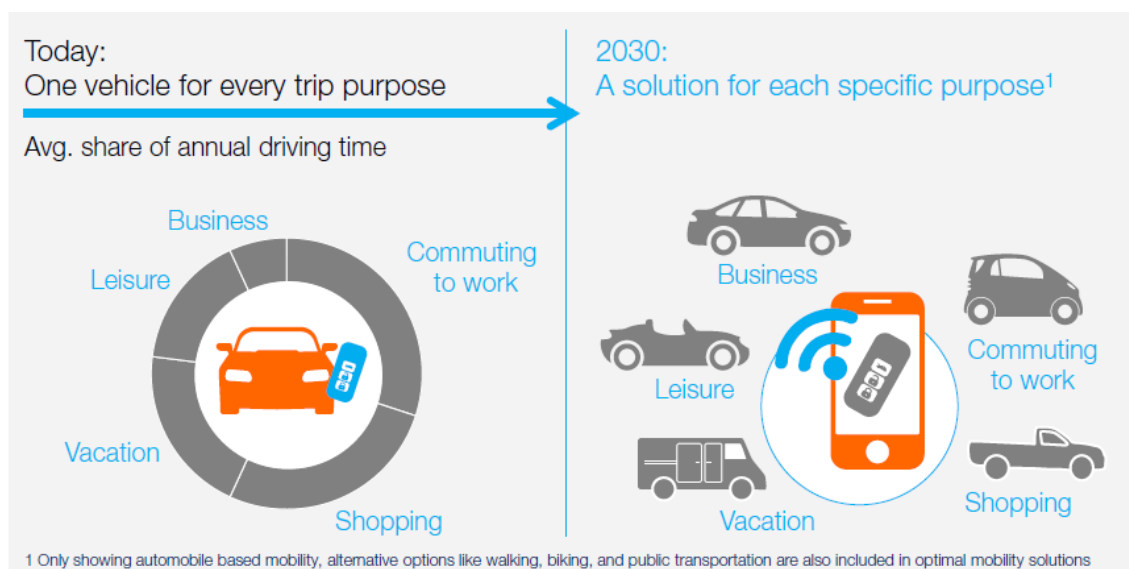 Today:
One vehicle for every trip purpose
Avg. share of annual driving time
Business
Leisure
Commuting
to work
Vacation
Shopping
2030:
A solution for each specific purpose¹
Business
Leisure
Commuting
to work
Vacation
Shopping
1 Only showing automobile based mobility, alternative options like walking, biking, and public transportation are also included in optimal mobility solutions